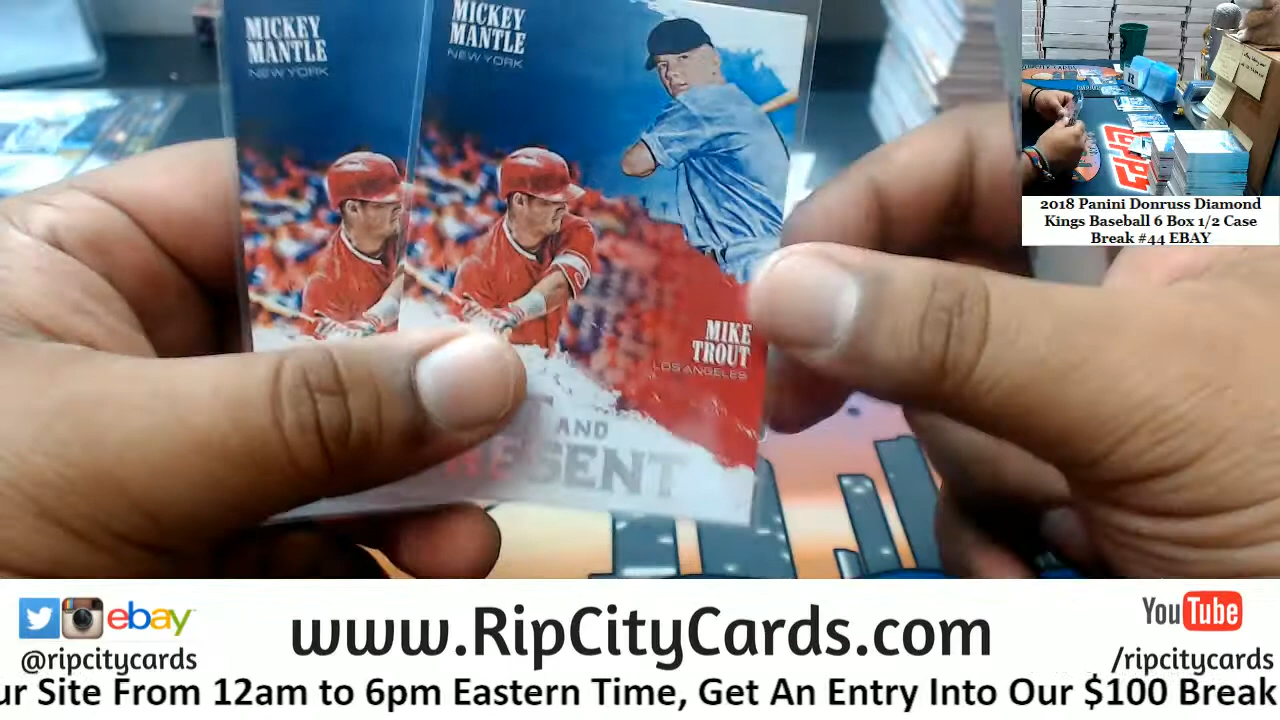 MICKEY
MANTLE
NEW YORK
MICKEY
MANTLE
NEW YORK
MIKE
TROUT
LOS ANGELES
AND
PRESENT
topps
2018 Panini Donruss Diamond
Kings Baseball 6 Box 1/2 Case
Break #44 EBAY
ebay
@ripcitycards
www.RipCityCards.com
YouTube
/ripcitycards
ur Site From 12am to 6pm Eastern Time, Get An Entry Into Our $100 Break